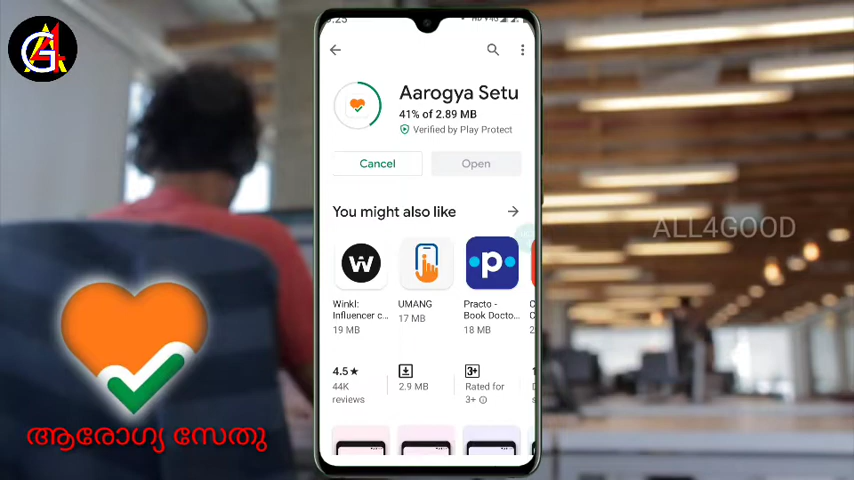 AG4
ALL4GOOD
Aarogya Setu
41% of 2.89 MB
Verified by Play Protect
Cancel
Open
You might also like
Winkl:
Influencer c...
19 MB
UMANG
17 MB
Practo -
Book Docto...
18 MB
4.5★
44K
reviews
2.9 MB
3+
Rated for
3+
ആരോഗ്യ സേതു